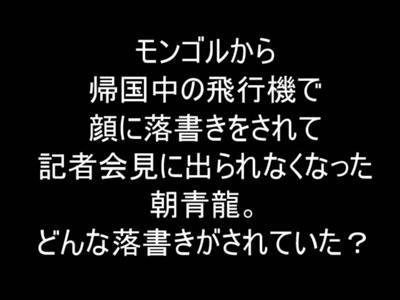 モンゴルから
帰国中の飛行機で
顔に落書きをされて
記者会見に出られなくなった
朝青龍。
どんな落書きがされていた？